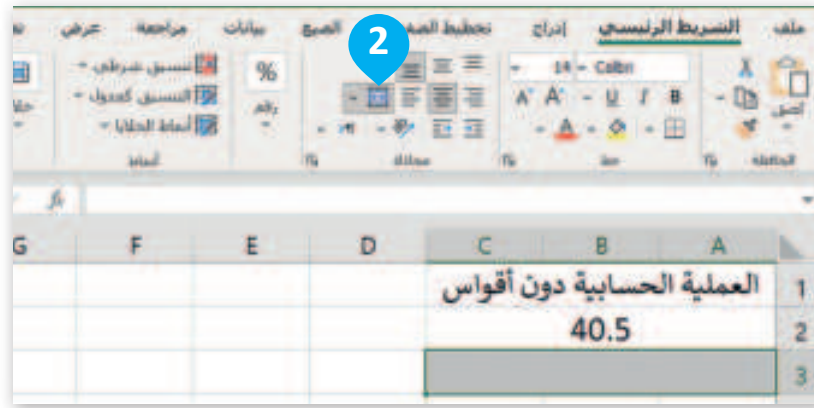 ملف الشريط الرئيسي إدراج تخطيط الصيغ بيانات مراجعة عرض
2
Calibri 14
B I U A A
%
رقم
تنسيق شرطي
التنسيق كجدول
أنماط الخلايا
لصق
الحافظة خط محاذاة أنماط
fx
A B C D E F G
1 العملية الحسابية دون أقواس
2 40.5
3